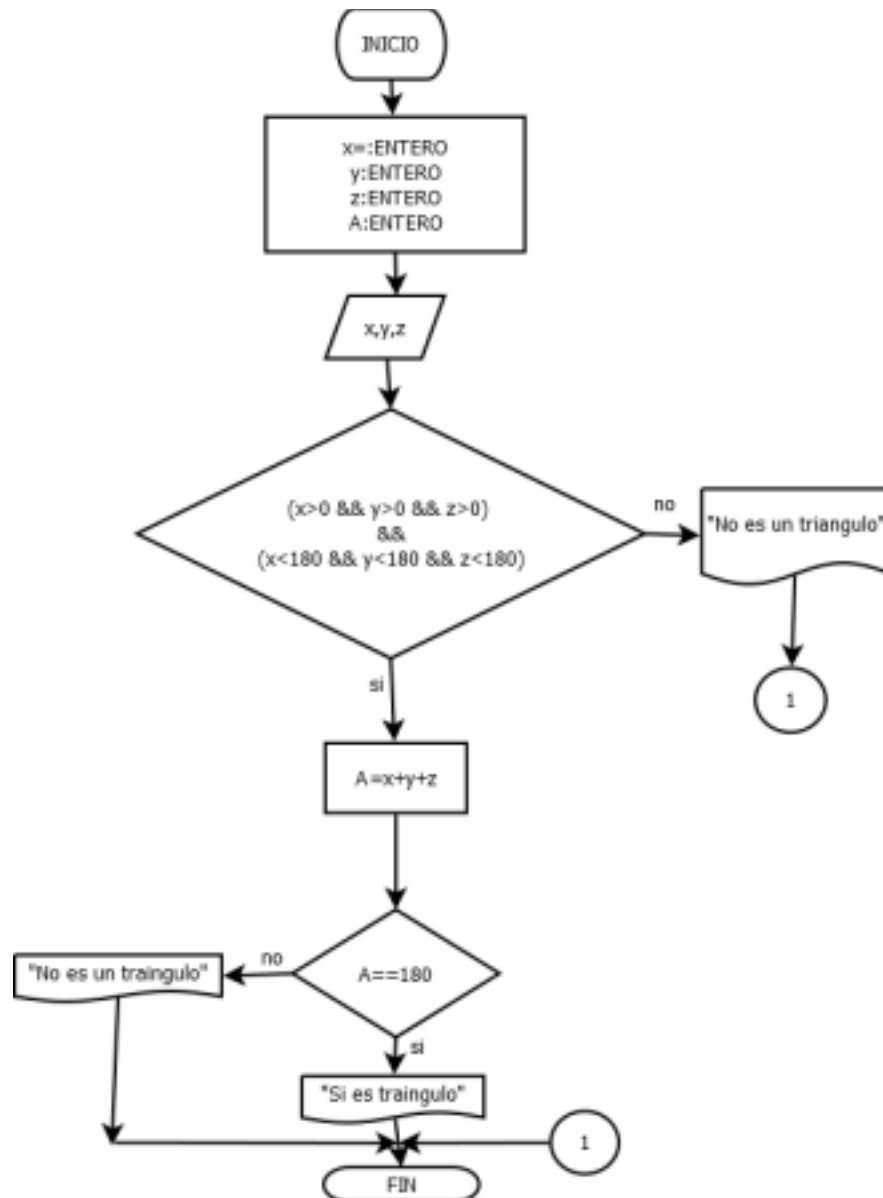 INICIO
x=:ENTERO
y:ENTERO
z:ENTERO
A:ENTERO
x,y,z
(x>0 && y>0 && z>0)
&&
(x<180 && y<180 && z<180)
no
"No es un triangulo"
1
si
A=x+y+z
A==180
no
"No es un traingulo"
si
"Si es traingulo"
1
FIN